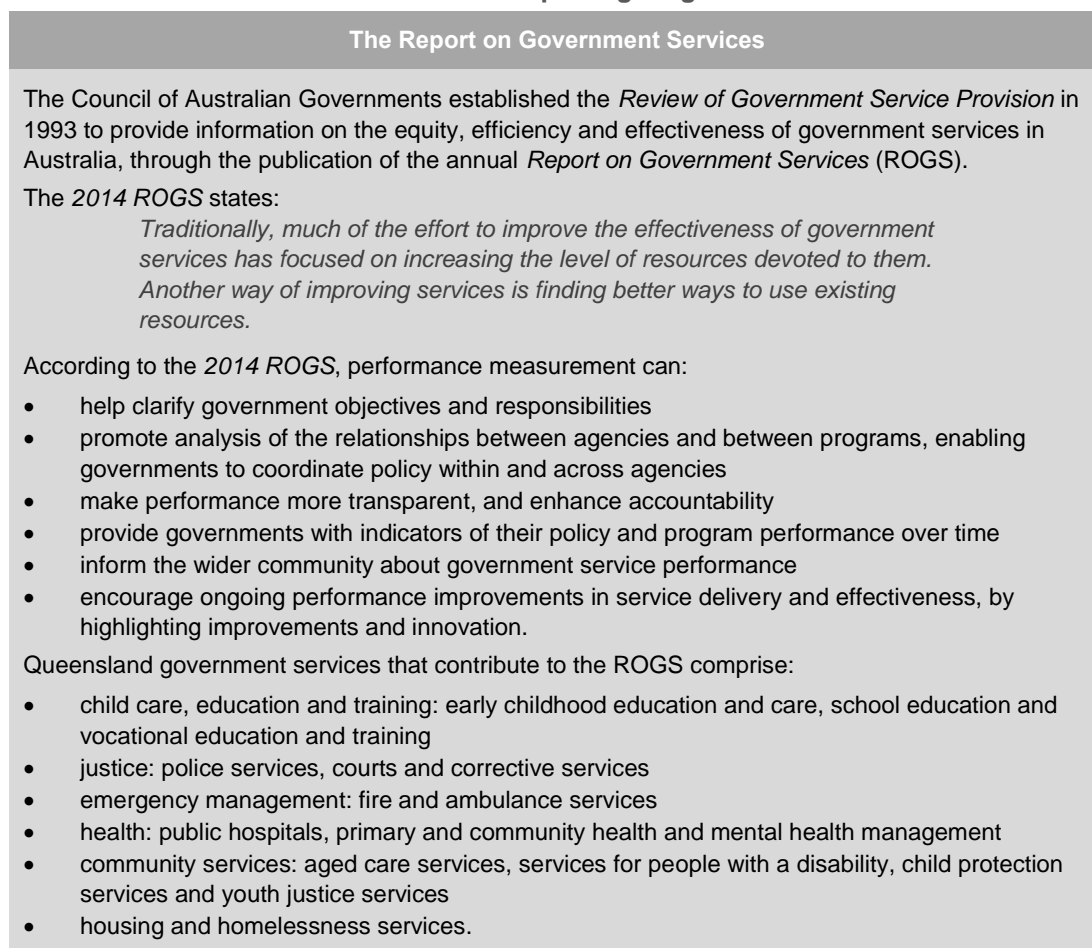 The Report on Government Services
The Council of Australian Governments established the Review of Government Service Provision in
1993 to provide information on the equity, efficiency and effectiveness of government services in
Australia, through the publication of the annual Report on Government Services (ROGS).
The 2014 ROGS states:
Traditionally, much of the effort to improve the effectiveness of government
services has focused on increasing the level of resources devoted to them.
Another way of improving services is finding better ways to use existing
resources.
According to the 2014 ROGS, performance measurement can:
• help clarify government objectives and responsibilities
• promote analysis of the relationships between agencies and between programs, enabling
governments to coordinate policy within and across agencies
• make performance more transparent, and enhance accountability
• provide governments with indicators of their policy and program performance over time
• inform the wider community about government service performance
• encourage ongoing performance improvements in service delivery and effectiveness, by
highlighting improvements and innovation.
Queensland government services that contribute to the ROGS comprise:
• child care, education and training: early childhood education and care, school education and
vocational education and training
• justice: police services, courts and corrective services
• emergency management: fire and ambulance services
• health: public hospitals, primary and community health and mental health management
• community services: aged care services, services for people with a disability, child protection
services and youth justice services
• housing and homelessness services.